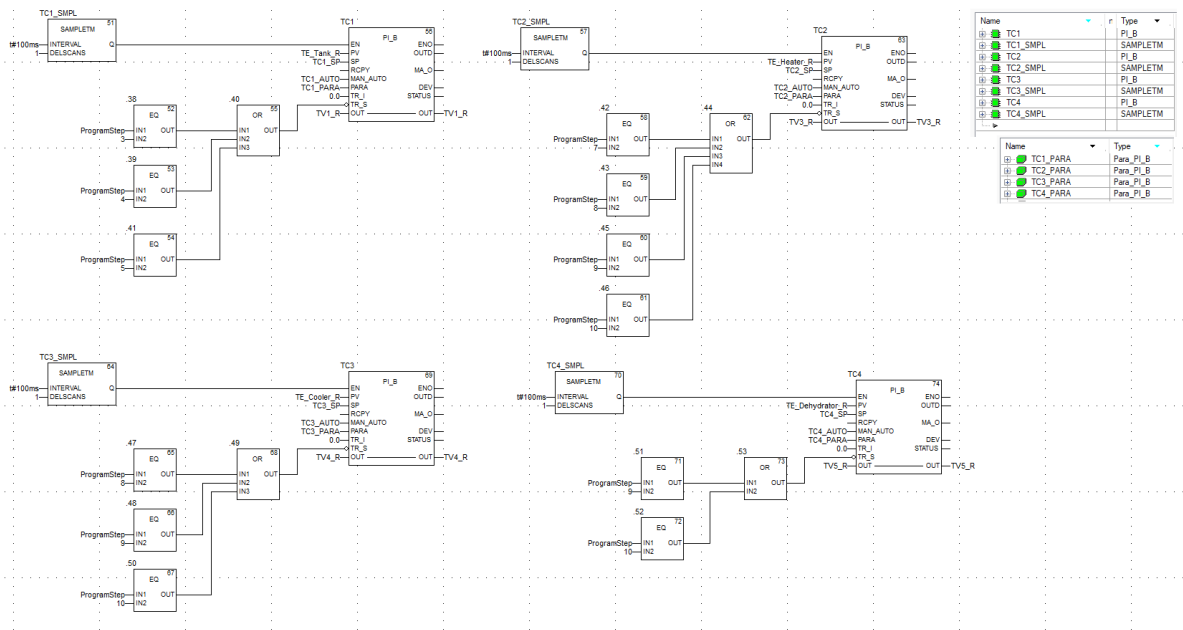 TC1_SMPL
51
SAMPLETM
t#100ms INTERVAL Q
1 DELSCANS
TC1
56
PI_B
EN ENO
TE_Tank_R PV OUTD
TC1_SP SP
RCPY MA_O
TC1_AUTO MAN_AUTO
TC1_PARA PARA DEV
0.0 TR_I STATUS
TR_S
TV1_R OUT OUT TV1_R
.38
52
EQ
ProgramStep IN1 OUT
3 IN2
.39
53
EQ
ProgramStep IN1 OUT
4 IN2
.41
54
EQ
ProgramStep IN1 OUT
5 IN2
.40
55
OR
IN1 OUT
IN2
IN3
TC2_SMPL
57
SAMPLETM
t#100ms INTERVAL Q
1 DELSCANS
TC2
63
PI_B
EN ENO
TE_Heater_R PV OUTD
TC2_SP SP
RCPY MA_O
TC2_AUTO MAN_AUTO
TC2_PARA PARA DEV
0.0 TR_I STATUS
TR_S
TV3_R OUT OUT TV3_R
.42
58
EQ
ProgramStep IN1 OUT
7 IN2
.43
59
EQ
ProgramStep IN1 OUT
8 IN2
.45
60
EQ
ProgramStep IN1 OUT
9 IN2
.46
61
EQ
ProgramStep IN1 OUT
10 IN2
.44
62
OR
IN1 OUT
IN2
IN3
IN4
Name r Type
TC1 PI_B
TC1_SMPL SAMPLETM
TC2 PI_B
TC2_SMPL SAMPLETM
TC3 PI_B
TC3_SMPL SAMPLETM
TC4 PI_B
TC4_SMPL SAMPLETM
Name Type
TC1_PARA Para_PI_B
TC2_PARA Para_PI_B
TC3_PARA Para_PI_B
TC4_PARA Para_PI_B
TC3_SMPL
64
SAMPLETM
t#100ms INTERVAL Q
1 DELSCANS
TC3
69
PI_B
EN ENO
TE_Cooler_R PV OUTD
TC3_SP SP
RCPY MA_O
TC3_AUTO MAN_AUTO
TC3_PARA PARA DEV
0.0 TR_I STATUS
TR_S
TV4_R OUT OUT TV4_R
.47
65
EQ
ProgramStep IN1 OUT
8 IN2
.48
66
EQ
ProgramStep IN1 OUT
9 IN2
.50
67
EQ
ProgramStep IN1 OUT
10 IN2
.49
68
OR
IN1 OUT
IN2
IN3
TC4_SMPL
70
SAMPLETM
t#100ms INTERVAL Q
1 DELSCANS
TC4
74
PI_B
EN ENO
TE_Dehydrator_R PV OUTD
TC4_SP SP
RCPY MA_O
TC4_AUTO MAN_AUTO
TC4_PARA PARA DEV
0.0 TR_I STATUS
TR_S
TV5_R OUT OUT TV5_R
.51
71
EQ
ProgramStep IN1 OUT
9 IN2
.52
72
EQ
ProgramStep IN1 OUT
10 IN2
.53
73
OR
IN1 OUT
IN2